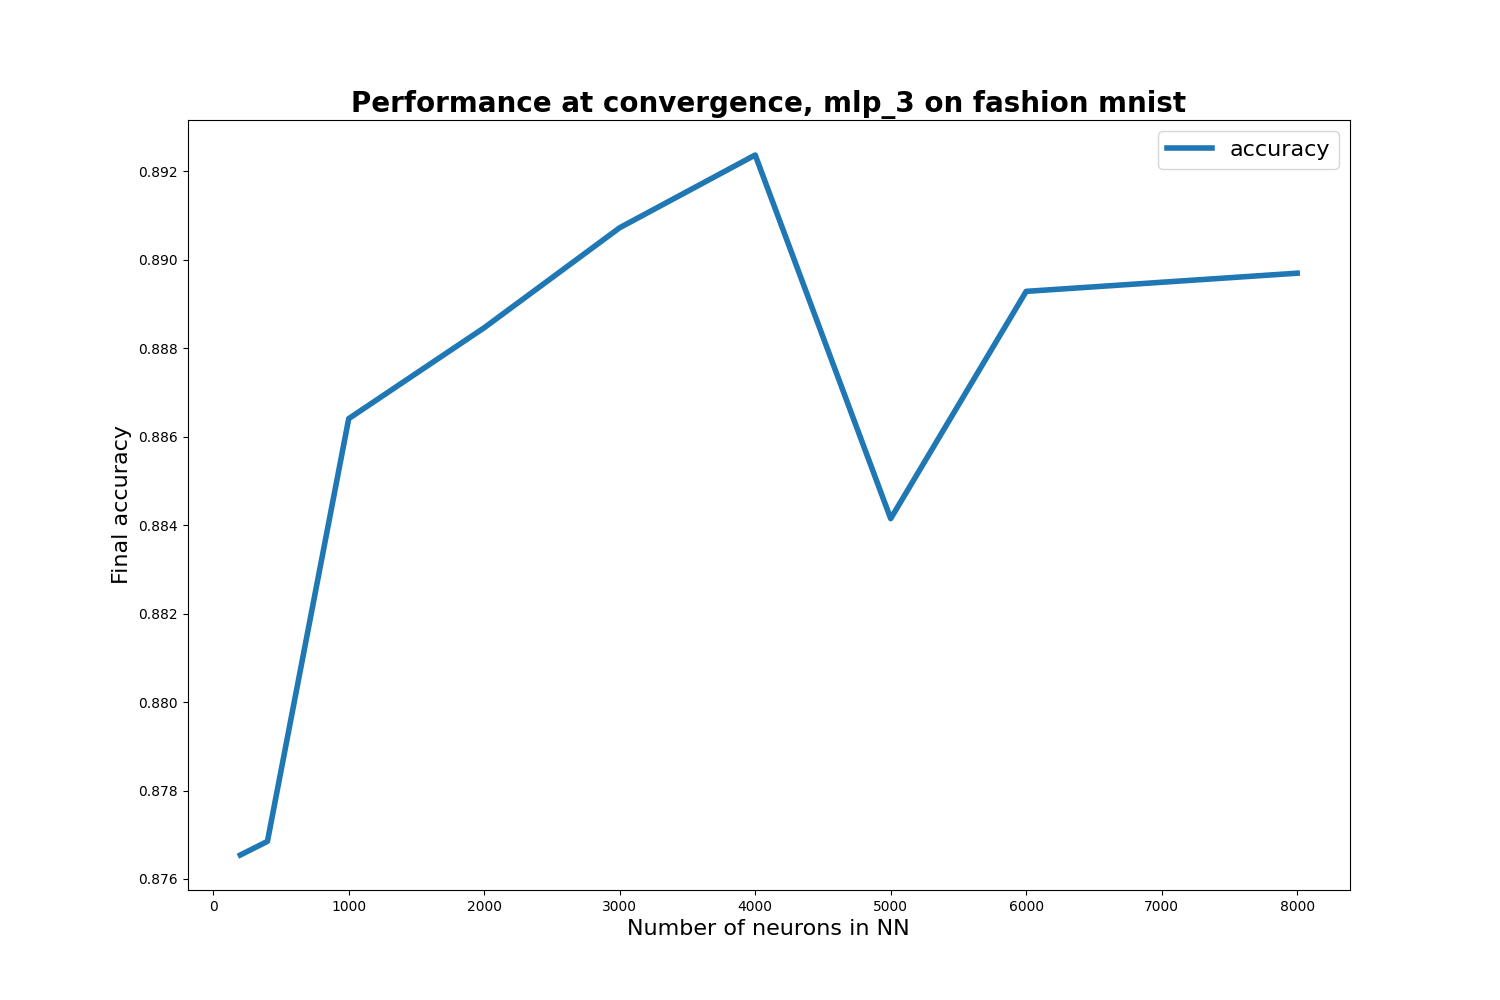 Performance at convergence, mlp_3 on fashion mnist
accuracy
0.892
0.890
0.888
0.886
0.884
0.882
0.880
0.878
0.876
Final accuracy
0 1000 2000 3000 4000 5000 6000 7000 8000
Number of neurons in NN